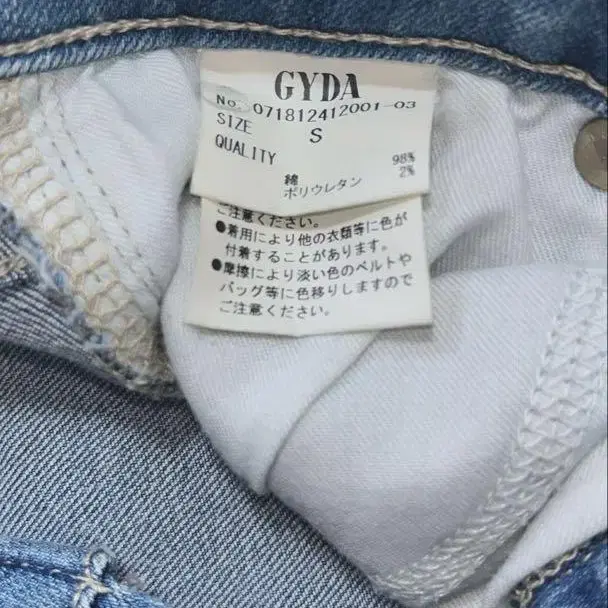 GYDA
No. 071812412001-03
SIZE S
QUALITY
綿 98%
ポリウレタン 2%
ご注意ください。
●着用により他の衣類等に色が
付着することがあります。
●摩擦により淡い色のベルトや
バッグ等に色移りしますので
ご注意ください。